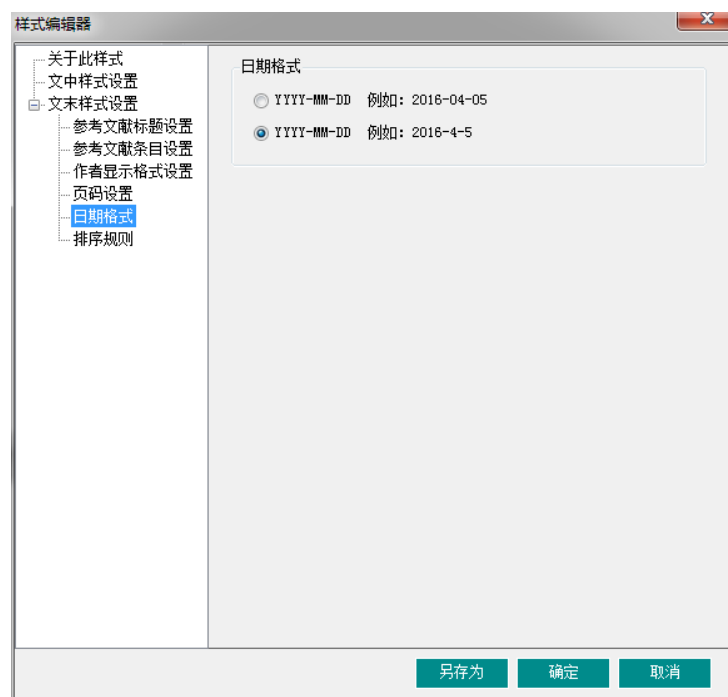 样式编辑器
关于此样式
文中样式设置
文末样式设置
参考文献标题设置
参考文献条目设置
作者显示格式设置
页码设置
日期格式
排序规则
日期格式
YYYY-MM-DD 例如: 2016-04-05
YYYY-MM-DD 例如: 2016-4-5
另存为 确定 取消